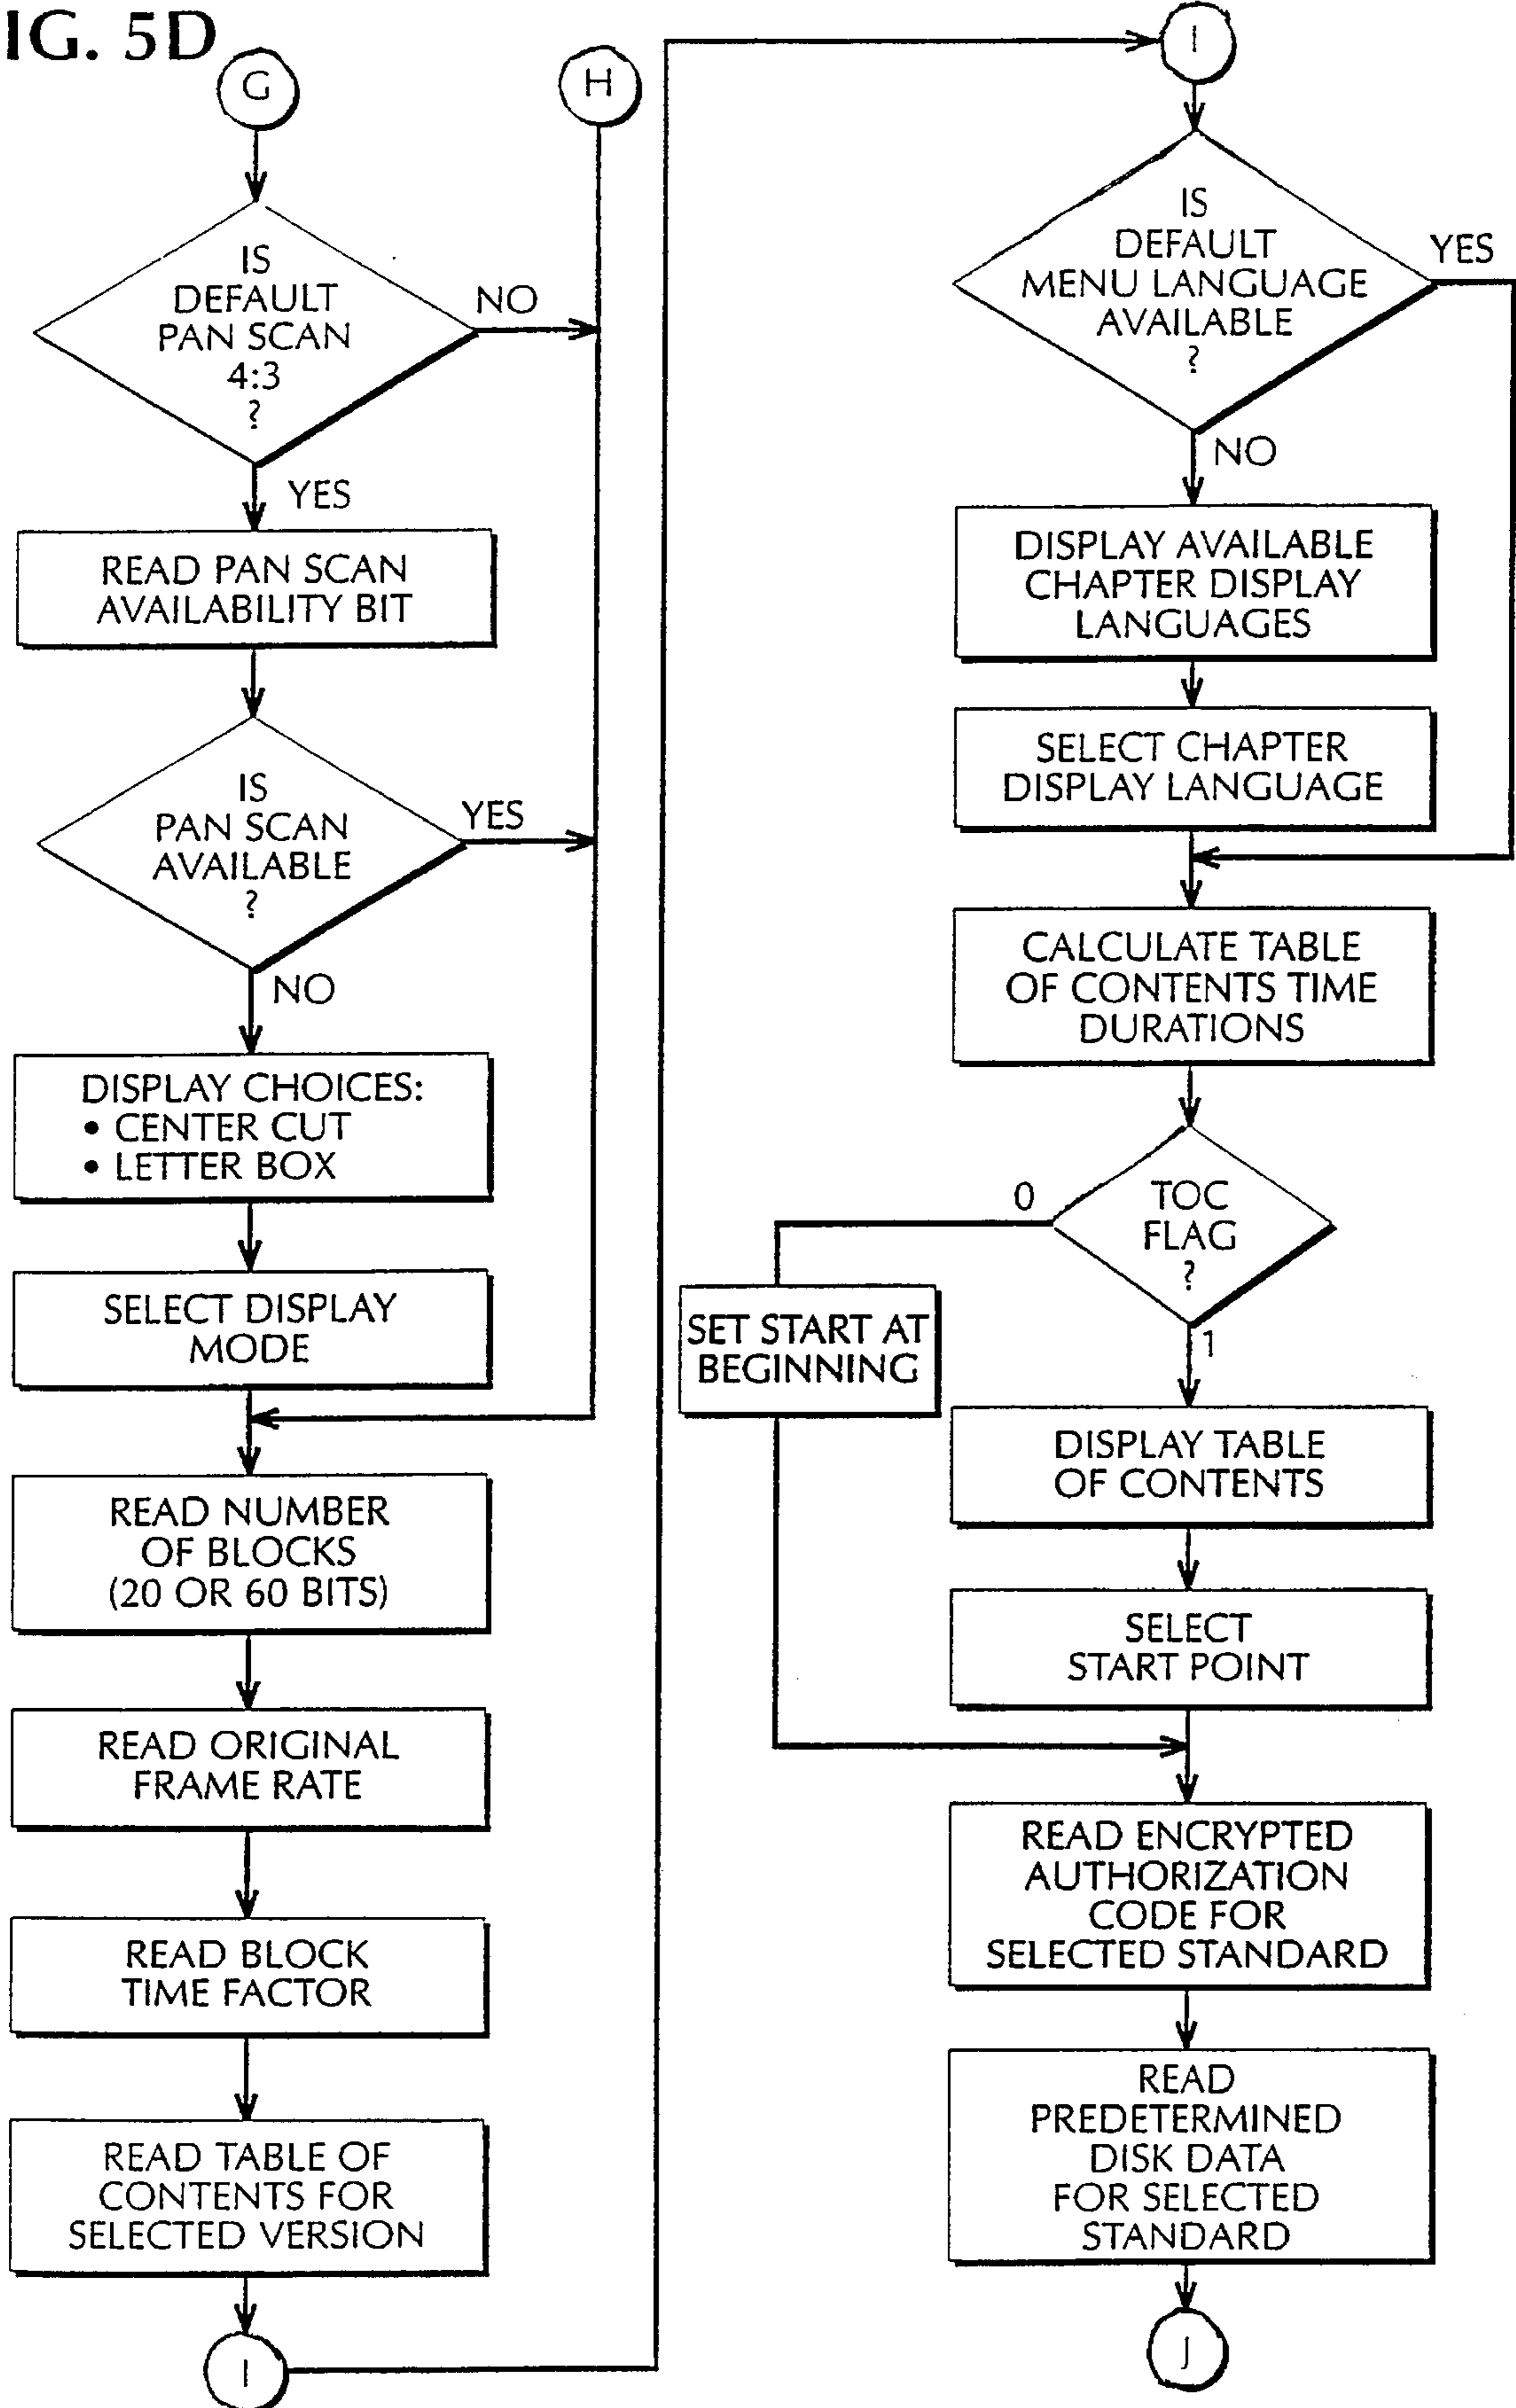 IG. 5D
G
H
IS
DEFAULT
PAN SCAN
4:3
?
NO
YES
READ PAN SCAN
AVAILABILITY BIT
IS
PAN SCAN
AVAILABLE
?
YES
NO
DISPLAY CHOICES:
• CENTER CUT
• LETTER BOX
SELECT DISPLAY
MODE
READ NUMBER
OF BLOCKS
(20 OR 60 BITS)
READ ORIGINAL
FRAME RATE
READ BLOCK
TIME FACTOR
READ TABLE OF
CONTENTS FOR
SELECTED VERSION
I
I
IS
DEFAULT
MENU LANGUAGE
AVAILABLE
?
YES
NO
DISPLAY AVAILABLE
CHAPTER DISPLAY
LANGUAGES
SELECT CHAPTER
DISPLAY LANGUAGE
CALCULATE TABLE
OF CONTENTS TIME
DURATIONS
TOC
FLAG
?
0
1
SET START AT
BEGINNING
DISPLAY TABLE
OF CONTENTS
SELECT
START POINT
READ ENCRYPTED
AUTHORIZATION
CODE FOR
SELECTED STANDARD
READ
PREDETERMINED
DISK DATA
FOR SELECTED
STANDARD
J